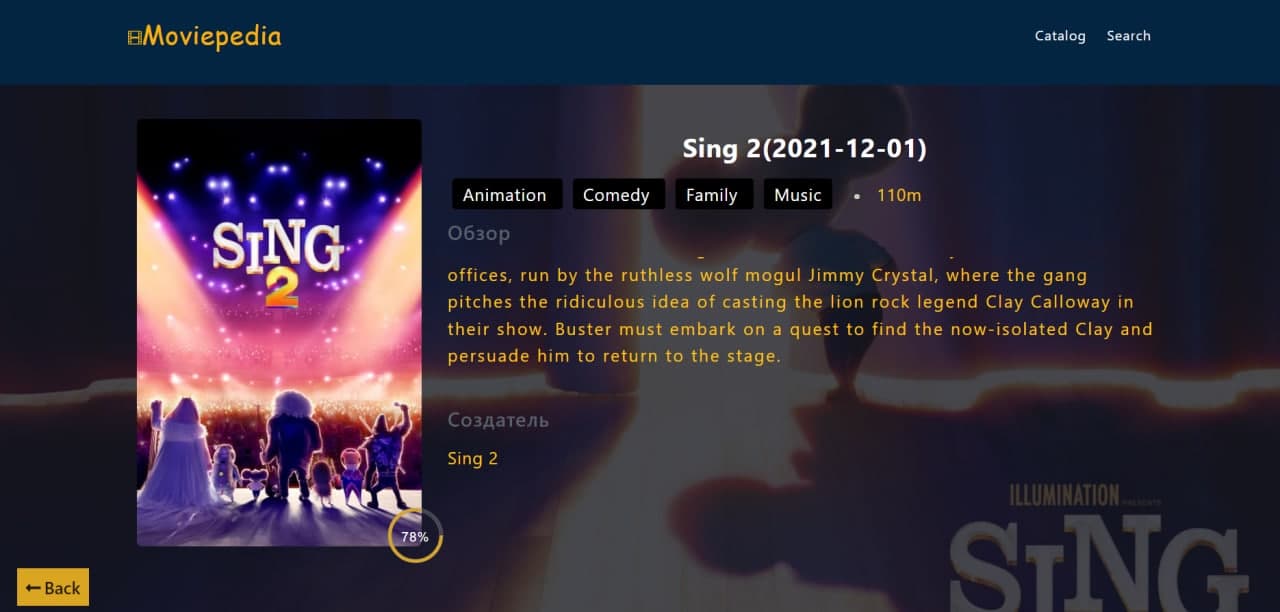 Moviepedia
Catalog Search
Sing 2(2021-12-01)
Animation Comedy Family Music • 110m
Обзор
offices, run by the ruthless wolf mogul Jimmy Crystal, where the gang
pitches the ridiculous idea of casting the lion rock legend Clay Calloway in
their show. Buster must embark on a quest to find the now-isolated Clay and
persuade him to return to the stage.
Создатель
Sing 2
SING
2
78%
Back
ILLUMINATION PRESENTS
SING